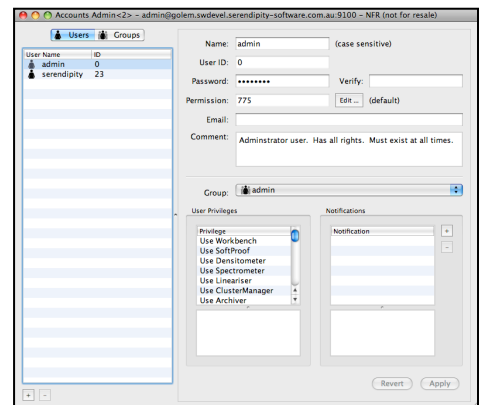 Accounts Admin<2> - admin@golem.swdevel.serendipity-software.com.au:9100 - NFR (not for resale)
Users Groups
User Name ID
admin 0
serendipity 23
Name: admin (case sensitive)
User ID: 0
Password: •••••••• Verify:
Permission: 775 Edit ... (default)
Email:
Comment: Adminstrator user. Has all rights. Must exist at all times.
Group: admin
User Privileges
Privilege
Use Workbench
Use SoftProof
Use Densitometer
Use Spectrometer
Use Lineariser
Use ClusterManager
Use Archiver
Notifications
Notification
+
-
Revert Apply
+ -